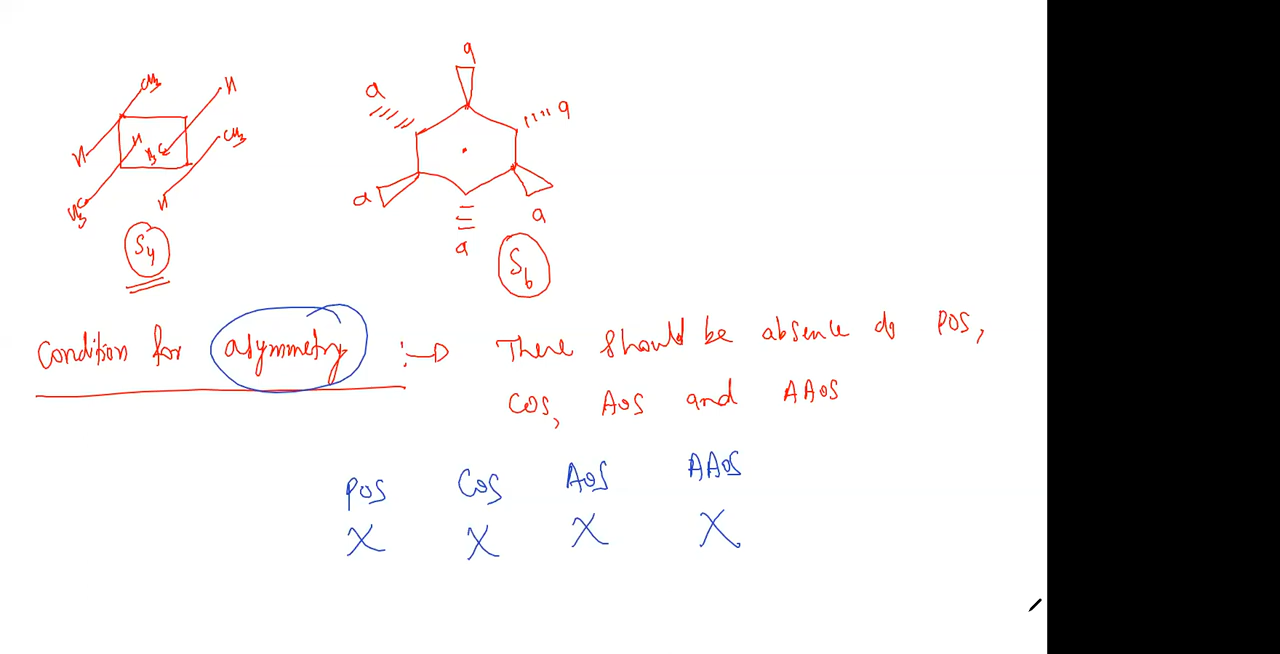 CH3 H
H H H3C CH3
H3C H
S4
a
a a
a a
a
S6
Condition for asymmetry :→ There should be absence of POS,
COS, AOS and AAOS
POS COS AOS AAOS
X X X X